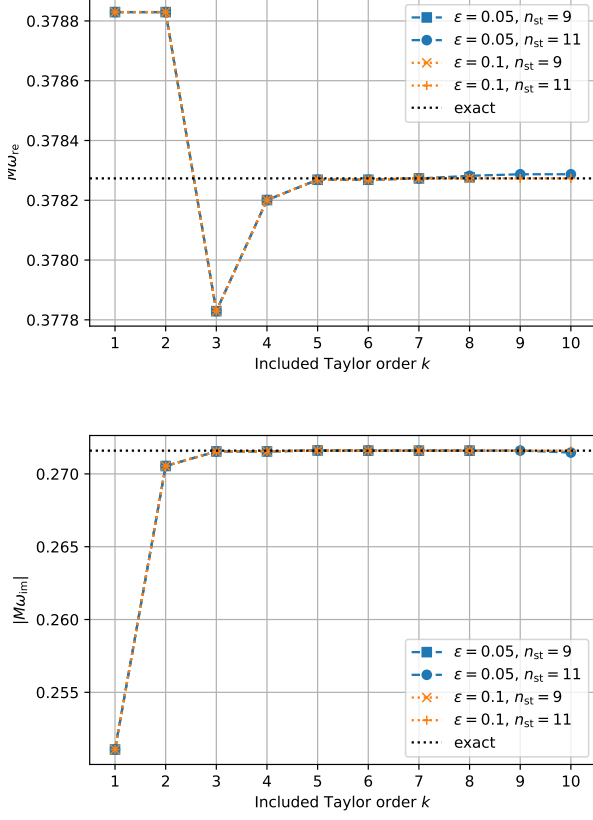 0.3788
0.3786
0.3784
0.3782
0.3780
0.3778
Mω_re
ε = 0.05, n_st = 9
ε = 0.05, n_st = 11
ε = 0.1, n_st = 9
ε = 0.1, n_st = 11
exact
1 2 3 4 5 6 7 8 9 10
Included Taylor order k
0.270
0.265
0.260
0.255
|Mω_im|
ε = 0.05, n_st = 9
ε = 0.05, n_st = 11
ε = 0.1, n_st = 9
ε = 0.1, n_st = 11
exact
1 2 3 4 5 6 7 8 9 10
Included Taylor order k